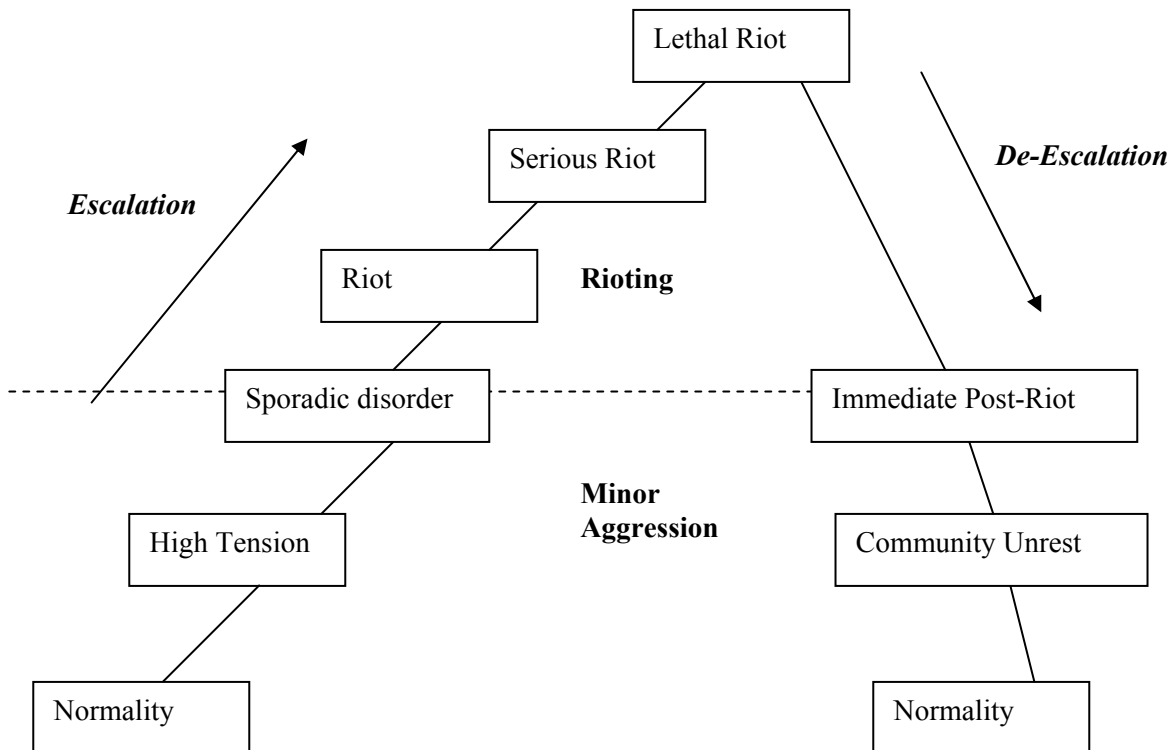 Lethal Riot
Serious Riot
De-Escalation
Escalation
Riot
Rioting
Sporadic disorder
Immediate Post-Riot
Minor
Aggression
High Tension
Community Unrest
Normality
Normality